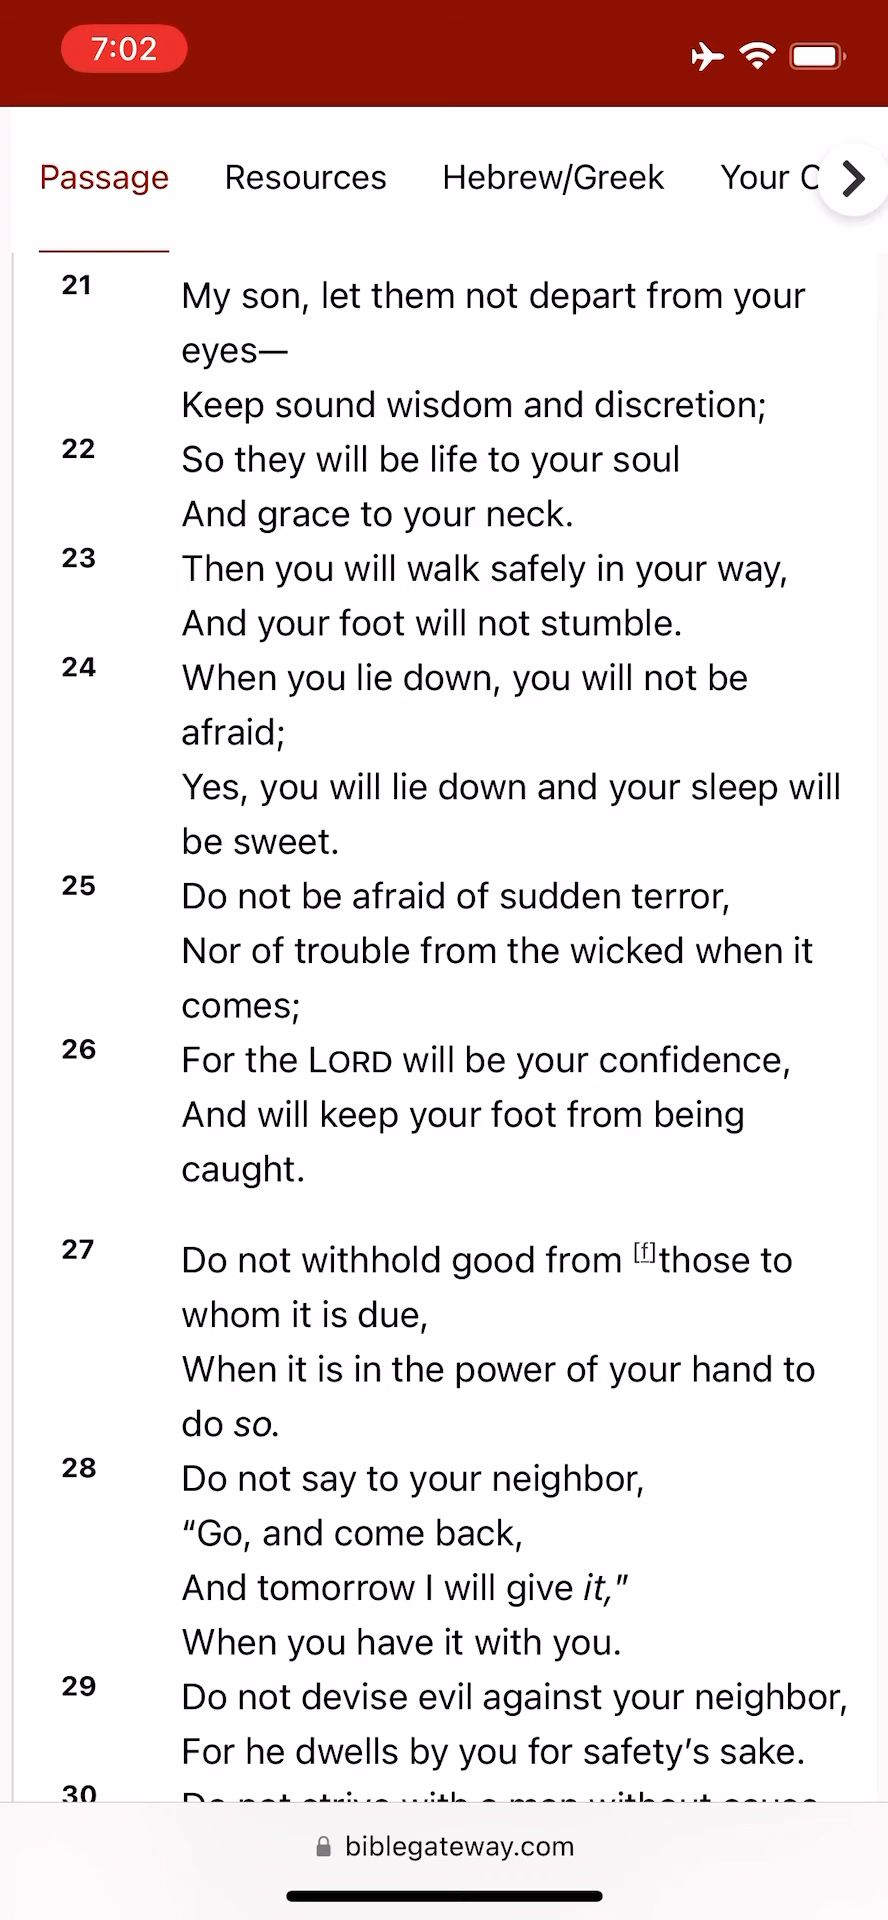 7:02
Passage Resources Hebrew/Greek Your C
21 My son, let them not depart from your
eyes—
Keep sound wisdom and discretion;
22 So they will be life to your soul
And grace to your neck.
23 Then you will walk safely in your way,
And your foot will not stumble.
24 When you lie down, you will not be
afraid;
Yes, you will lie down and your sleep will
be sweet.
25 Do not be afraid of sudden terror,
Nor of trouble from the wicked when it
comes;
26 For the LORD will be your confidence,
And will keep your foot from being
caught.
27 Do not withhold good from [f]those to
whom it is due,
When it is in the power of your hand to
do so.
28 Do not say to your neighbor,
“Go, and come back,
And tomorrow I will give it,”
When you have it with you.
29 Do not devise evil against your neighbor,
For he dwells by you for safety’s sake.
30 Do not strive with a man without cause
biblegateway.com